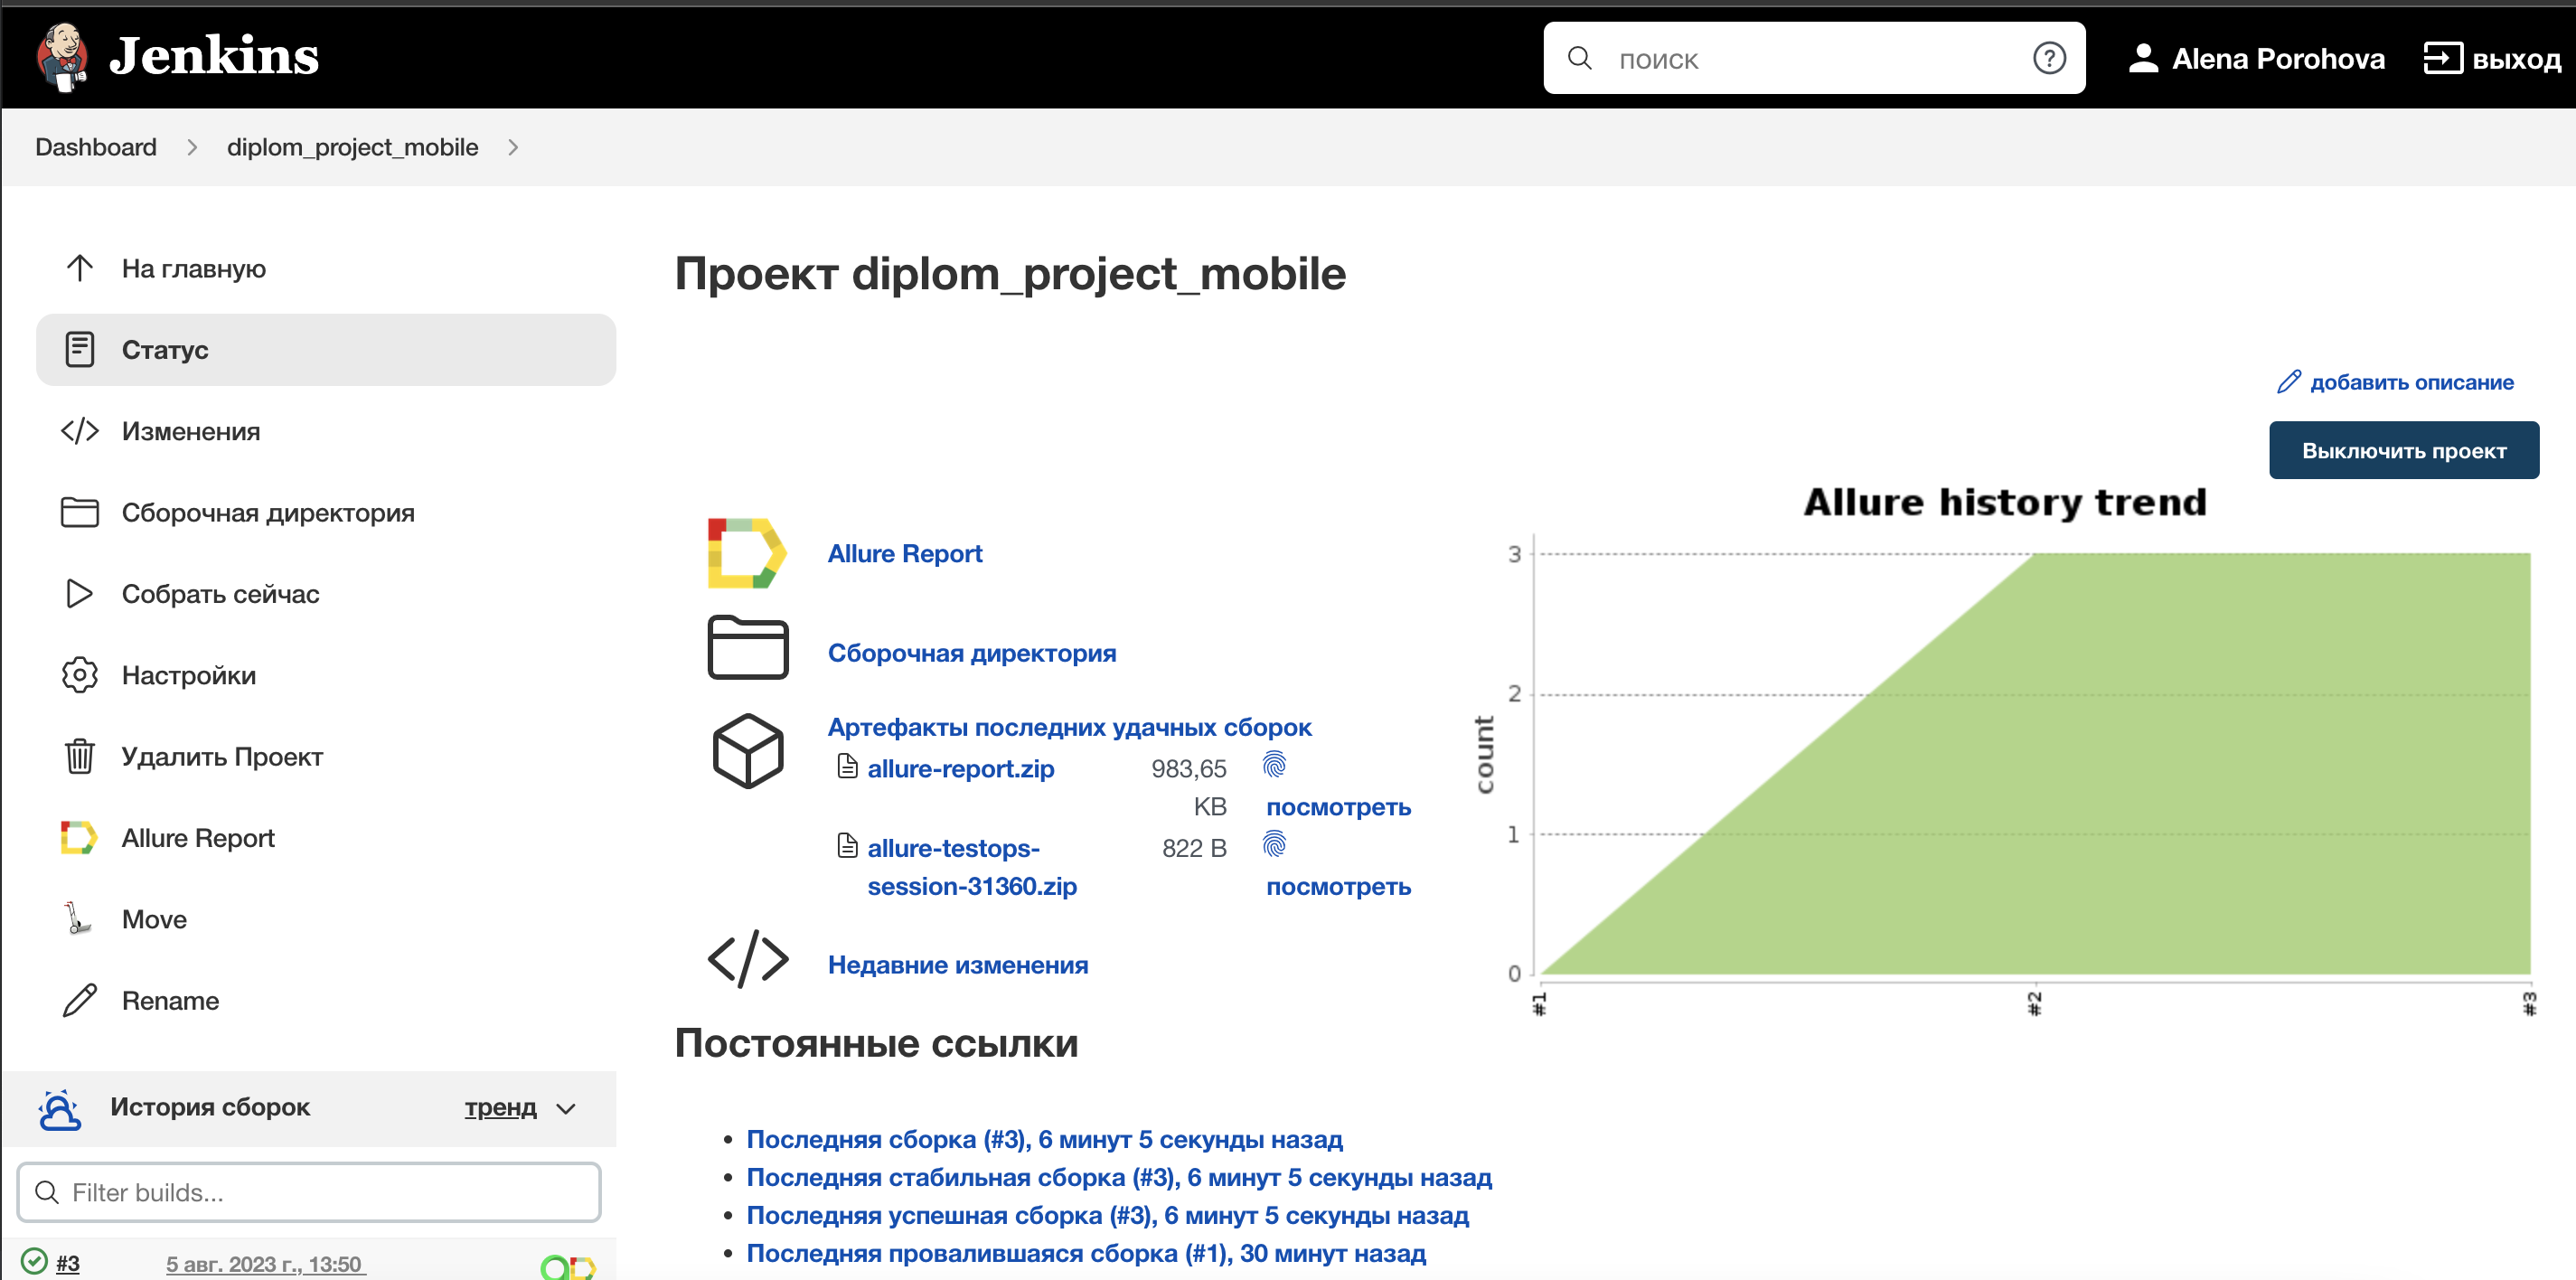 Jenkins
поиск
Alena Porohova
выход
Dashboard
diplom_project_mobile
На главную
Статус
Изменения
Сборочная директория
Собрать сейчас
Настройки
Удалить Проект
Allure Report
Move
Rename
История сборок
тренд
Filter builds...
#3
5 авг. 2023 г., 13:50
Проект diplom_project_mobile
добавить описание
Выключить проект
Allure Report
Сборочная директория
Артефакты последних удачных сборок
allure-report.zip
983,65
KB
посмотреть
allure-testops-
session-31360.zip
822 B
посмотреть
Недавние изменения
Allure history trend
count
3
2
1
0
#1
#2
#3
Постоянные ссылки
Последняя сборка (#3), 6 минут 5 секунды назад
Последняя стабильная сборка (#3), 6 минут 5 секунды назад
Последняя успешная сборка (#3), 6 минут 5 секунды назад
Последняя провалившаяся сборка (#1), 30 минут назад